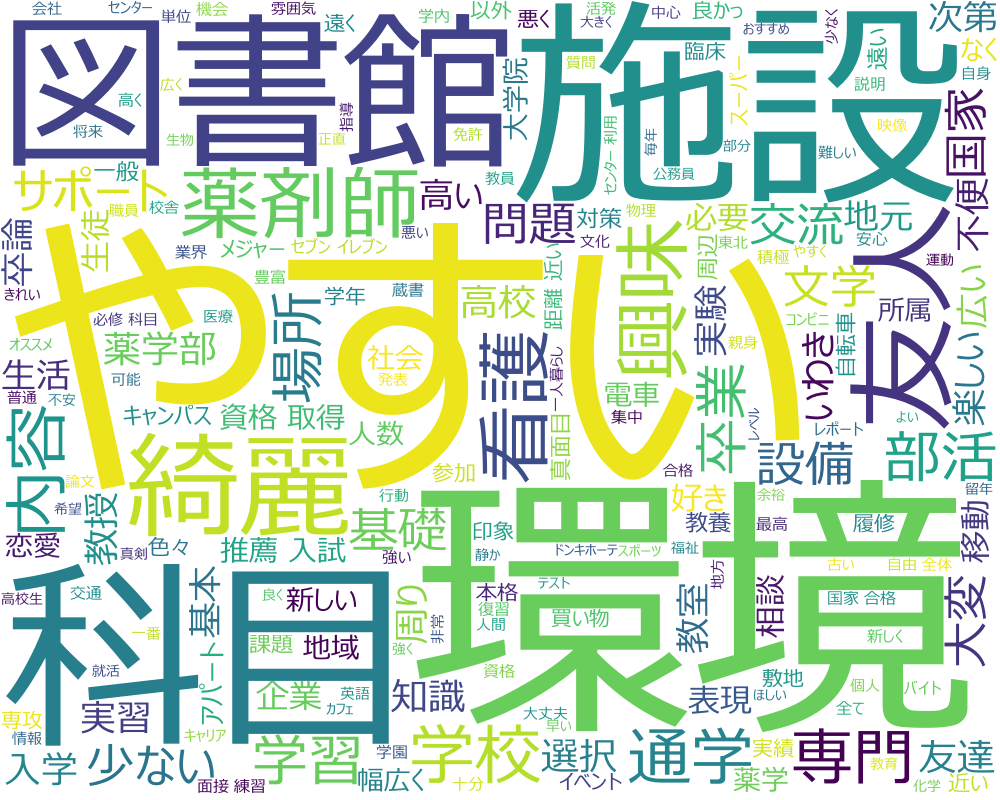 会社
センター
単位
雰囲気
機会
遠く
学内
活発
大きく
以外
悪く
中心
良かっ
おすすめ
少なく
次第
なく
図書館
施設
高く
広く
将来
生物
正直
指導
免許
質問
大学院
臨床
スーパー
遠い
説明
自身
映像
難しい
一般
サポート
薬剤師
高い
教員
センター 利用
毎年
部分
公務員
国家
不便
職員
校舎
問題
対策
物理
必要
交流
地元
卒論
生徒
業界
メジャー
セブン イレブン
悪い
文化
周辺
東北
積極
やすく
安心
運動
友人
きれい
豊富
近い
距離
やすい
興味
学年
蔵書
高校
実験
文学
所属
広い
必修 科目
医療
オススメ
薬学部
場所
社会
発表
看護
一人暮らし
親身
コンビニ
自転車
いわき
楽しい
生活
普通
不安
可能
キャンパス
資格 取得
人数
電車
集中
卒業
レベル
レポート
よい
内容
綺麗
参加
真面目
合格
設備
部活
論文
希望
教授
行動
基礎
印象
好き
教養
余裕
最高
履修
留年
恋愛
真剣
色々
推薦 入試
強い
静か
ドンキホーテ
スポーツ
福祉
地方
古い
自由 全体
移動
科目
環境
高校生
交通
基本
新しい
良く
周り
本格
非常
テスト
復習
人間
買い物
教室
相談
国家 合格
新しく
大変
一番
就活
アパート
課題
地域
強く
資格
専攻
情報
実習
キャリア
企業
英語
カフェ
知識
大丈夫
早い
表現
ほしい
敷地
個人
バイト
全て
入学
少ない
面接 練習
学習
学園
幅広く
学校
十分
選択
イベント
通学
実績
薬学
専門
教育
友達
化学
近い